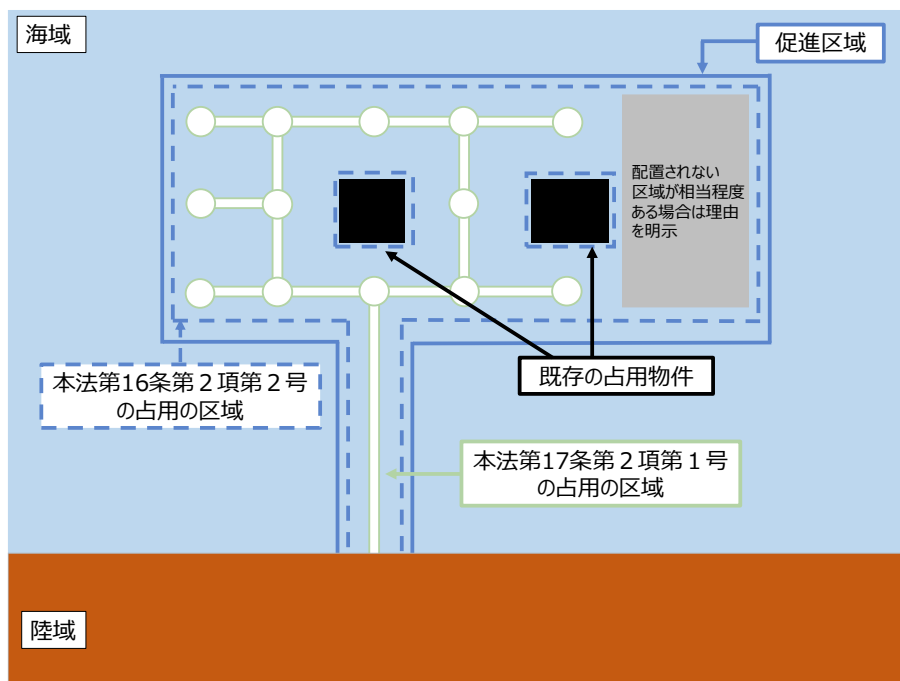 海域
促進区域
配置されない
区域が相当程度
ある場合は理由
を明示
本法第16条第２項第２号
の占用の区域
既存の占用物件
本法第17条第２項第１号
の占用の区域
陸域